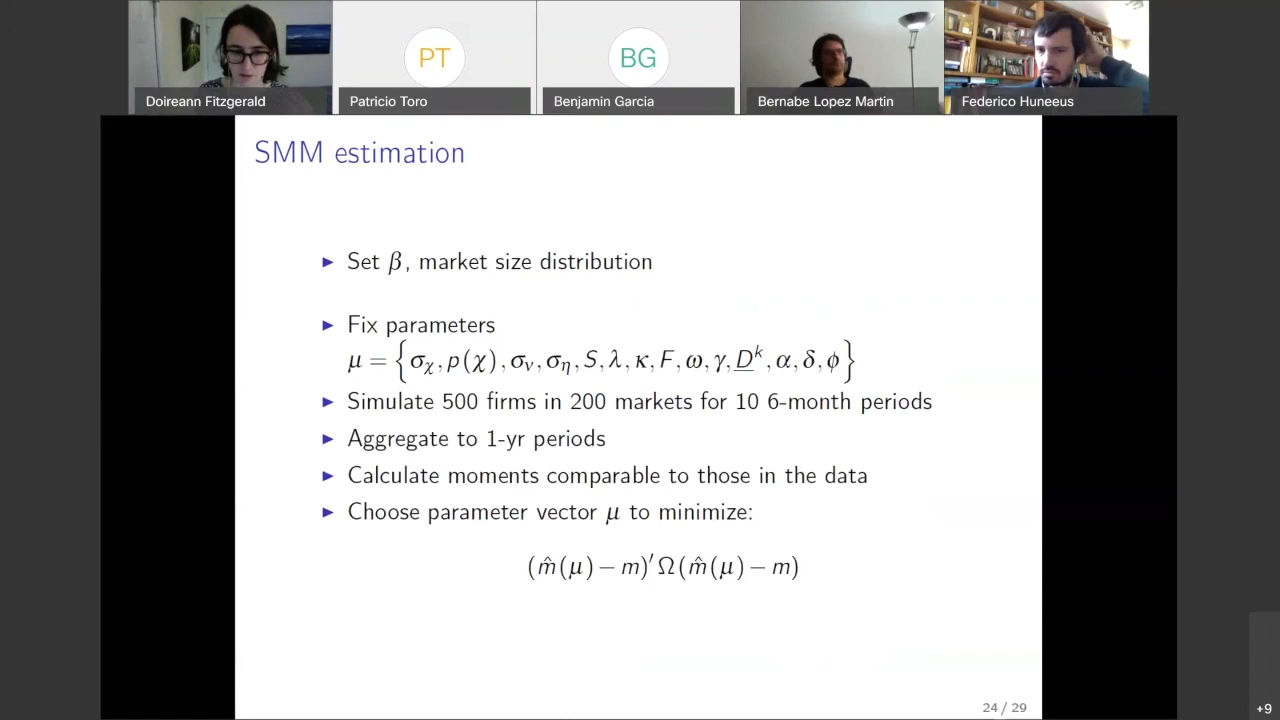 PT
BG
Doireann Fitzgerald
Patricio Toro
Benjamin Garcia
Bernabe Lopez Martin
Federico Huneeus
SMM estimation
▶ Set β, market size distribution
▶ Fix parameters
μ = {σ_χ, p(χ), σ_ν, σ_η, S, λ, κ, F, ω, γ, D̲^k, α, δ, ϕ}
▶ Simulate 500 firms in 200 markets for 10 6-month periods
▶ Aggregate to 1-yr periods
▶ Calculate moments comparable to those in the data
▶ Choose parameter vector μ to minimize:
(m̂(μ) − m)′ Ω (m̂(μ) − m)
24 / 29
+9